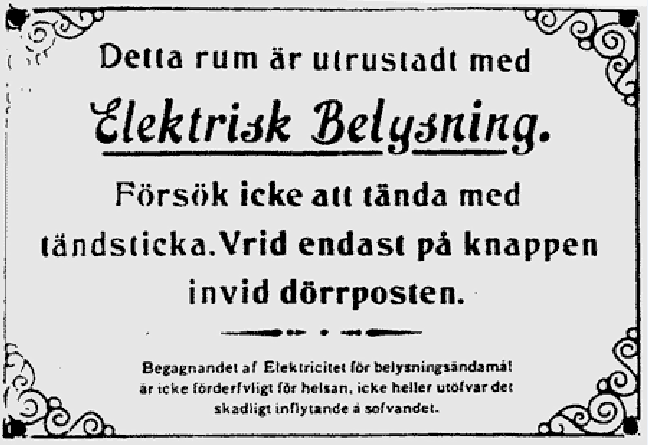 Detta rum är utrustadt med
Elektrisk Belysning.
Försök icke att tända med
tändsticka. Vrid endast på knappen
invid dörrposten.
Begagnandet af Elektricitet för belysningsändamål
är icke förderfvligt för helsan, icke heller utöfvar det
skadligt inflytande å sofvandet.